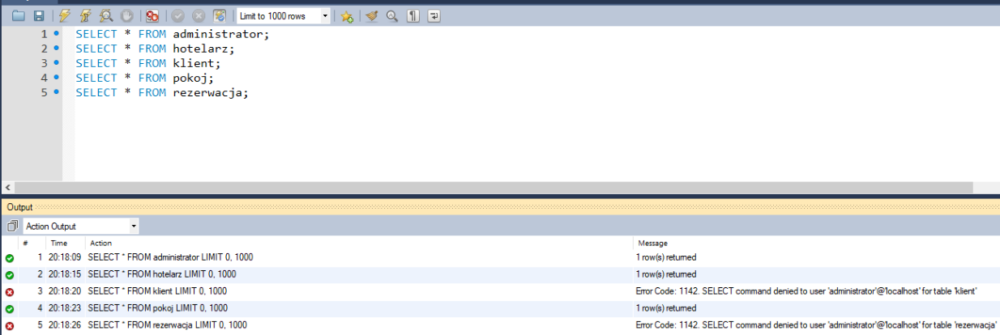 Limit to 1000 rows
1 SELECT * FROM administrator;
2 SELECT * FROM hotelarz;
3 SELECT * FROM klient;
4 SELECT * FROM pokoj;
5 SELECT * FROM rezerwacja;
Output
Action Output
# Time Action Message
1 20:18:09 SELECT * FROM administrator LIMIT 0, 1000 1 row(s) returned
2 20:18:15 SELECT * FROM hotelarz LIMIT 0, 1000 1 row(s) returned
3 20:18:20 SELECT * FROM klient LIMIT 0, 1000 Error Code: 1142. SELECT command denied to user 'administrator'@'localhost' for table 'klient'
4 20:18:23 SELECT * FROM pokoj LIMIT 0, 1000 1 row(s) returned
5 20:18:26 SELECT * FROM rezerwacja LIMIT 0, 1000 Error Code: 1142. SELECT command denied to user 'administrator'@'localhost' for table 'rezerwacja'